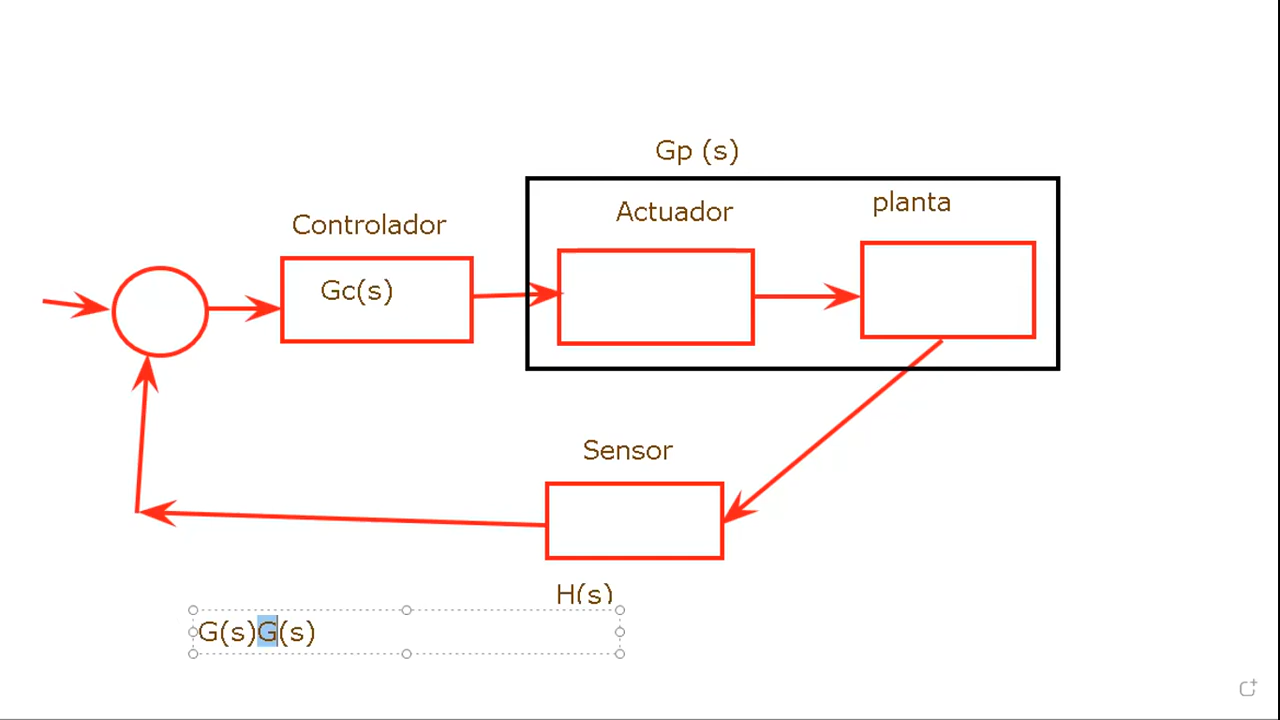 Gp (s)
Actuador
planta
Controlador
Gc(s)
Sensor
H(s)
G(s)G(s)